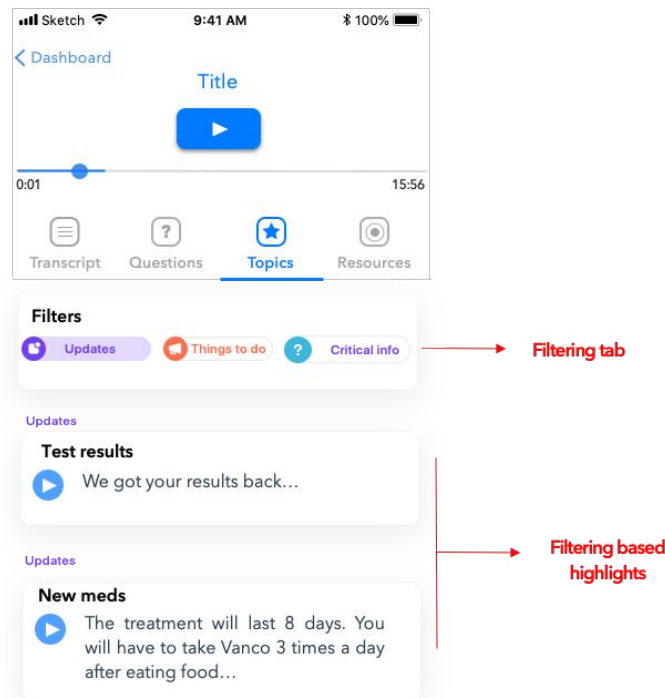 Sketch 9:41 AM 100%
Dashboard
Title
0:01 15:56
Transcript Questions Topics Resources
Filters
Updates Things to do Critical info
Filtering tab
Updates
Test results
We got your results back…
Filtering based
highlights
Updates
New meds
The treatment will last 8 days. You
will have to take Vanco 3 times a day
after eating food…